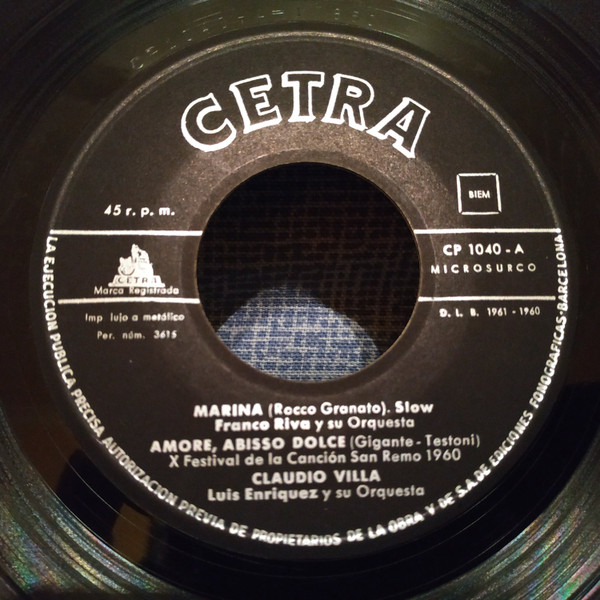 CETRA
45 r. p. m.
BIEM
CETRA
Marca Registrada
CP 1040 - A
MICROSURCO
Imp lujo a metálico
Per. núm. 3615
D. L. B. 1961 - 1960
MARINA (Rocco Granato). Slow
Franco Riva y su Orquesta
AMORE, ABISSO DOLCE (Gigante - Testoni)
X Festival de la Canción San Remo 1960
CLAUDIO VILLA
Luis Enriquez y su Orquesta
LA EJECUCION PUBLICA PRECISA AUTORIZACION PREVIA DE PROPIETARIOS DE LA OBRA Y DE S.A. DE EDICIONES FONOGRAFICAS-BARCELONA